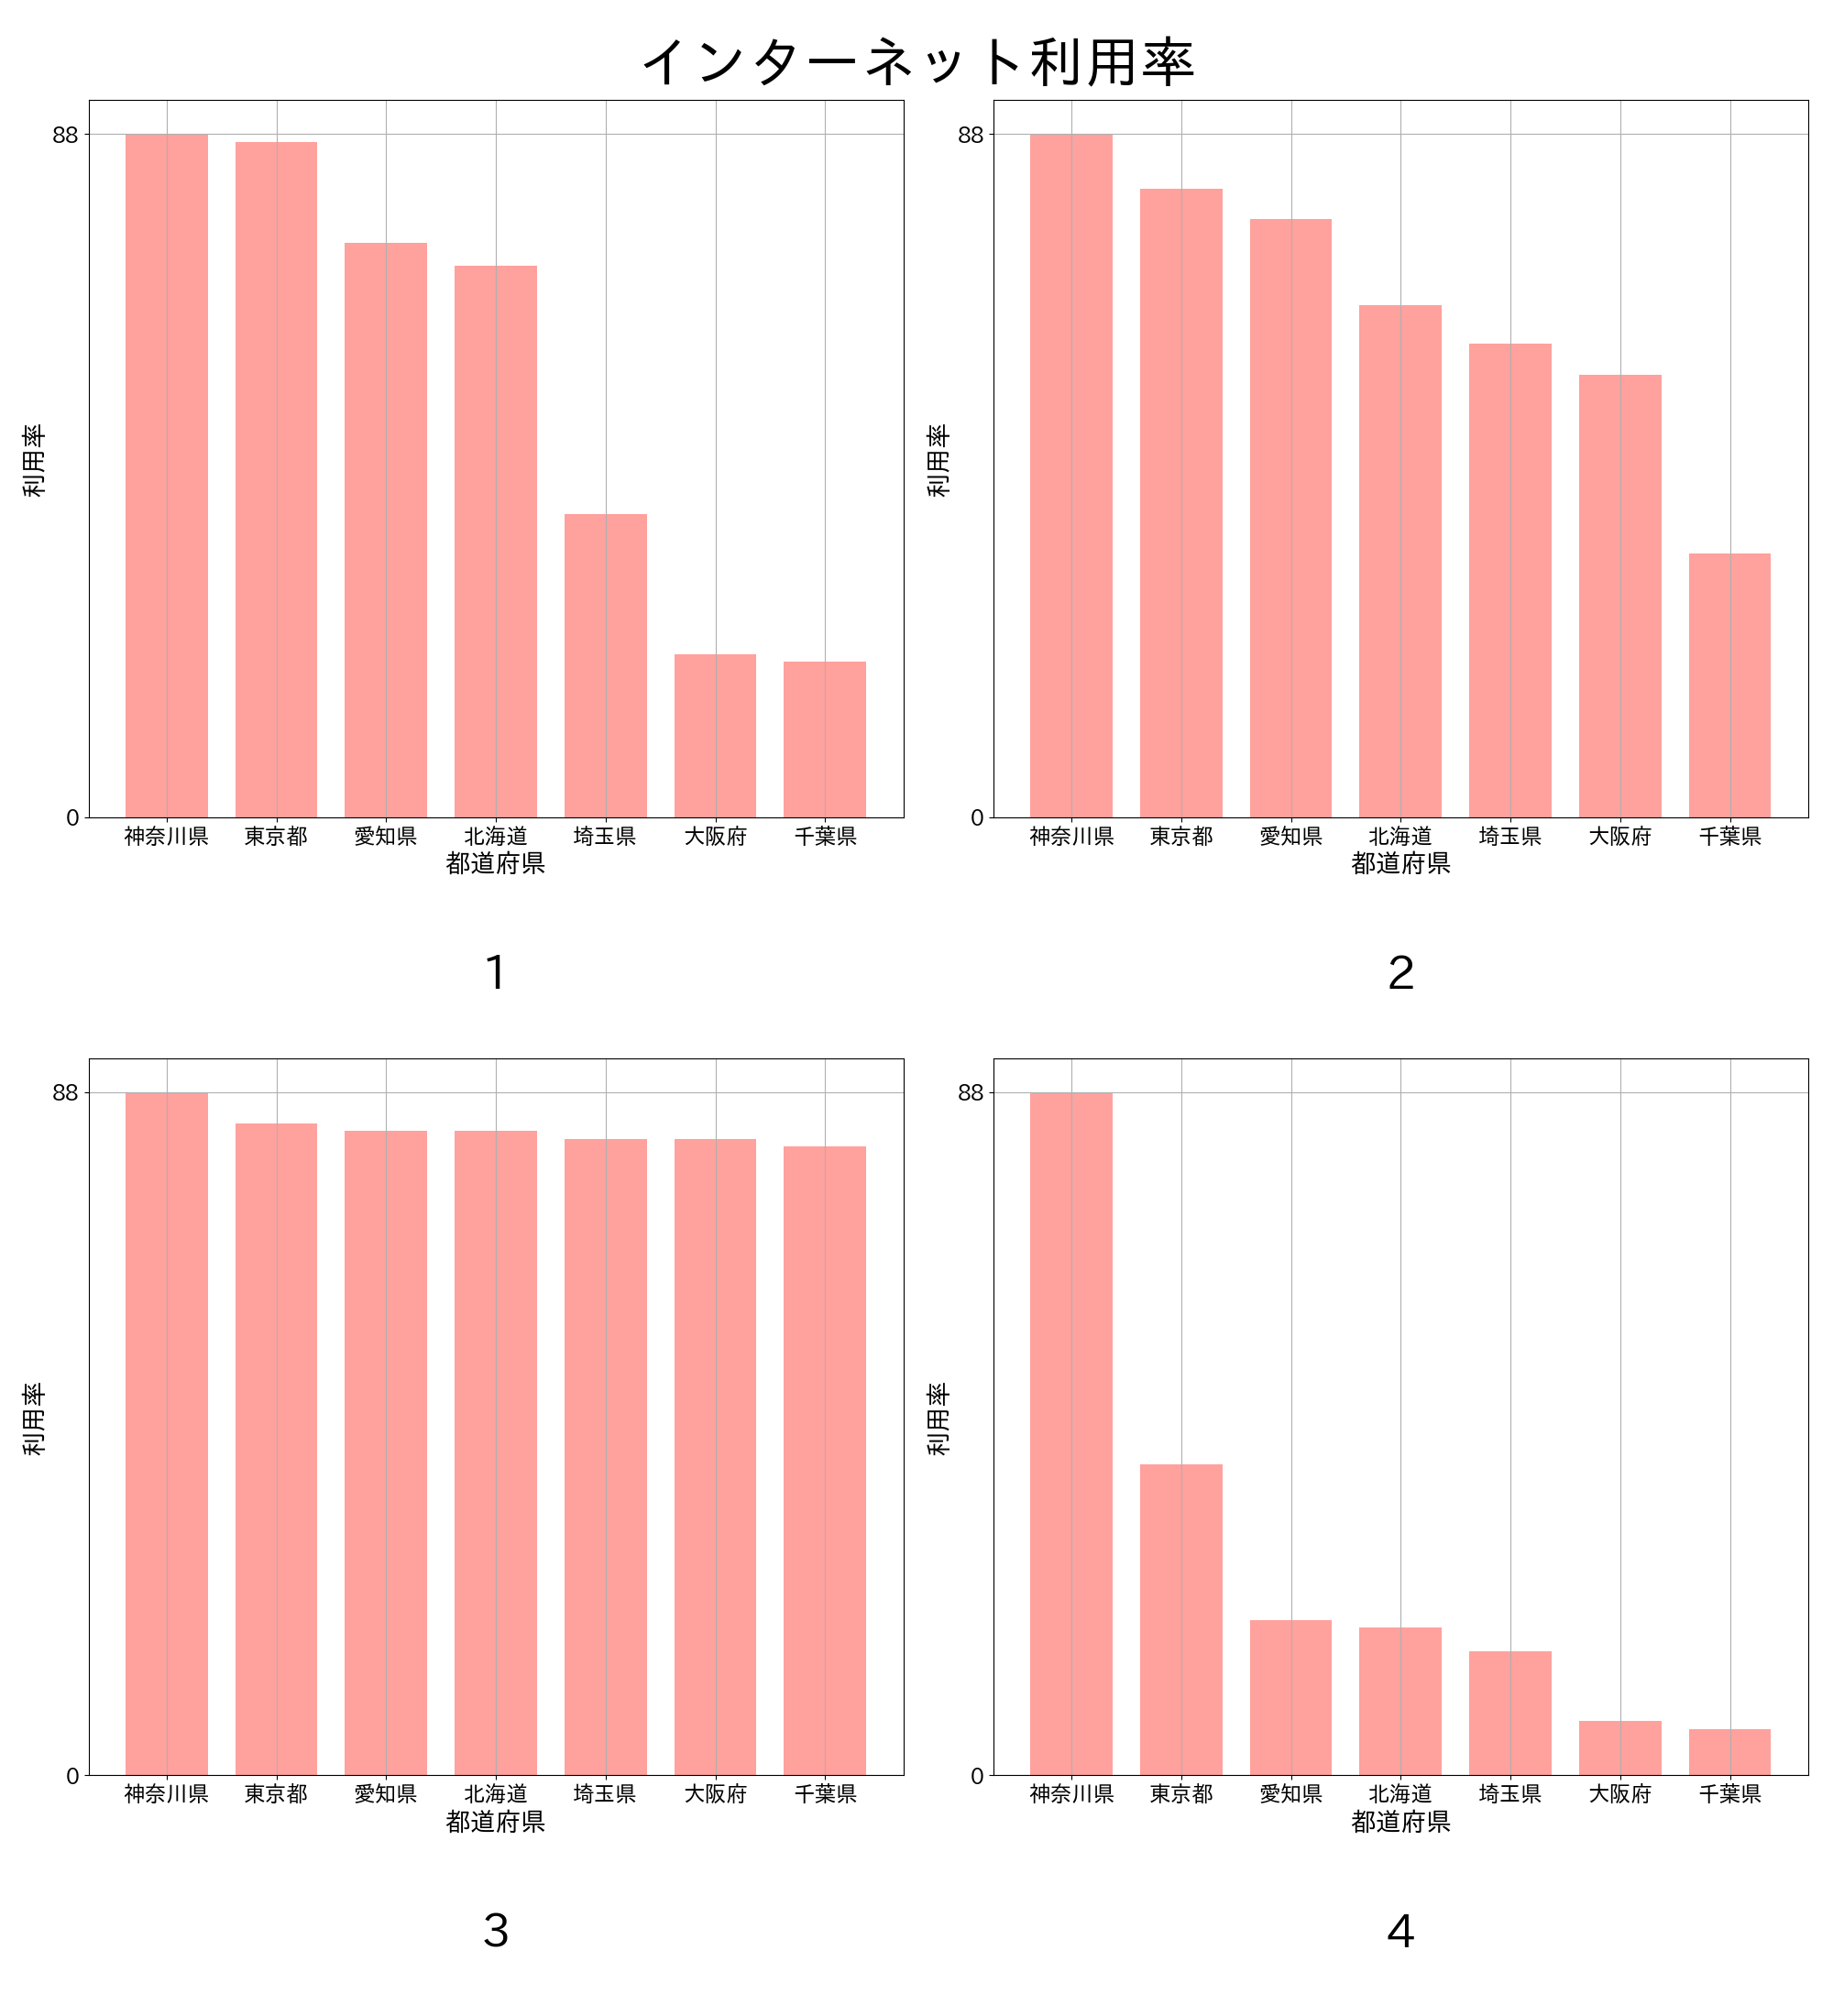 インターネット利用率
88
0
利用率
神奈川県 東京都 愛知県 北海道 埼玉県 大阪府 千葉県
都道府県
1
88
0
利用率
神奈川県 東京都 愛知県 北海道 埼玉県 大阪府 千葉県
都道府県
2
88
0
利用率
神奈川県 東京都 愛知県 北海道 埼玉県 大阪府 千葉県
都道府県
3
88
0
利用率
神奈川県 東京都 愛知県 北海道 埼玉県 大阪府 千葉県
都道府県
4